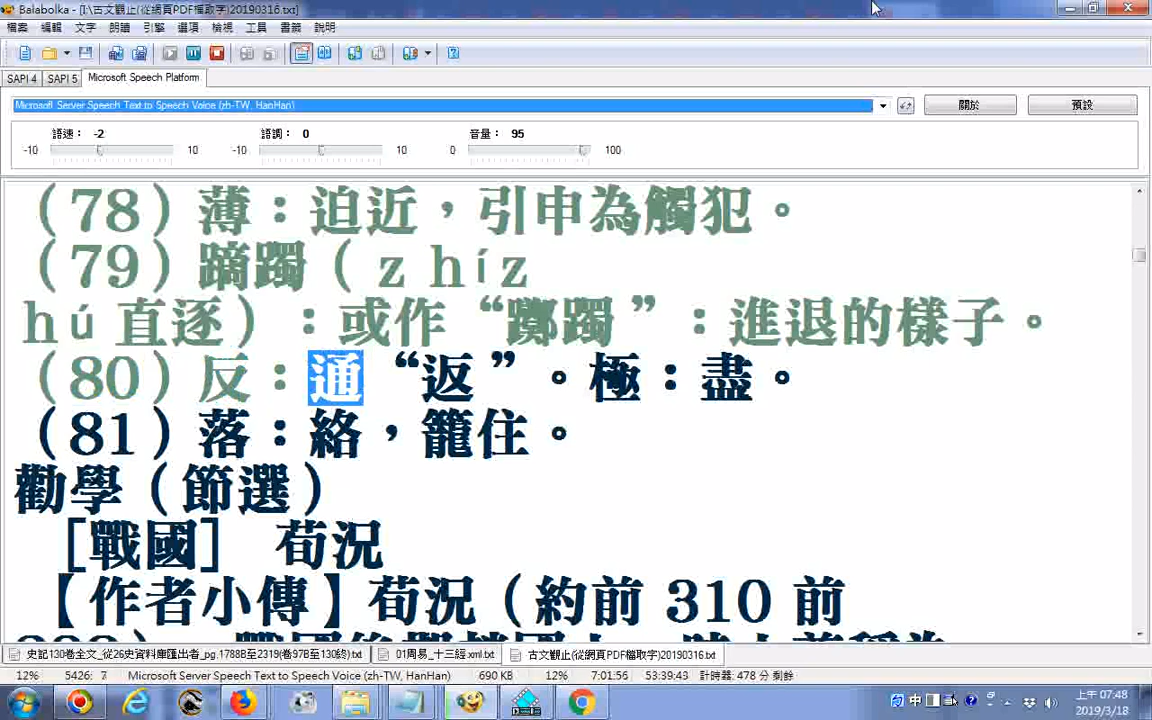 Balabolka - [I:\古文觀止(從網頁PDF檔取字)20190316.txt]
檔案 編輯 文字 朗讀 引擎 選項 檢視 工具 書籤 說明
SAPI 4 SAPI 5 Microsoft Speech Platform
Microsoft Server Speech Text to Speech Voice (zh-TW, HanHan)
關於 預設
語速： -2 語調： 0 音量： 95
-10 10 -10 10 0 100
（78）薄：迫近，引申為觸犯。
（79）蹢躅（zhíz
hú直逐）：或作“躑躅”：進退的樣子。
（80）反：通“返”。極：盡。
（81）落：絡，籠住。
勸學（節選）
［戰國］ 荀況
【作者小傳】荀況（約前 310 前
史記130卷全文_從26史資料庫匯出者_pg.1788B至2319(卷97B至130終).txt 01周易_十三經.xml.txt 古文觀止(從網頁PDF檔取字)20190316.txt
12% 5426: 7 Microsoft Server Speech Text to Speech Voice (zh-TW, HanHan) 690 KB 12% 7:01:56 53:39:43 計時器: 478 分 剩餘
中
上午 07:48
2019/3/18